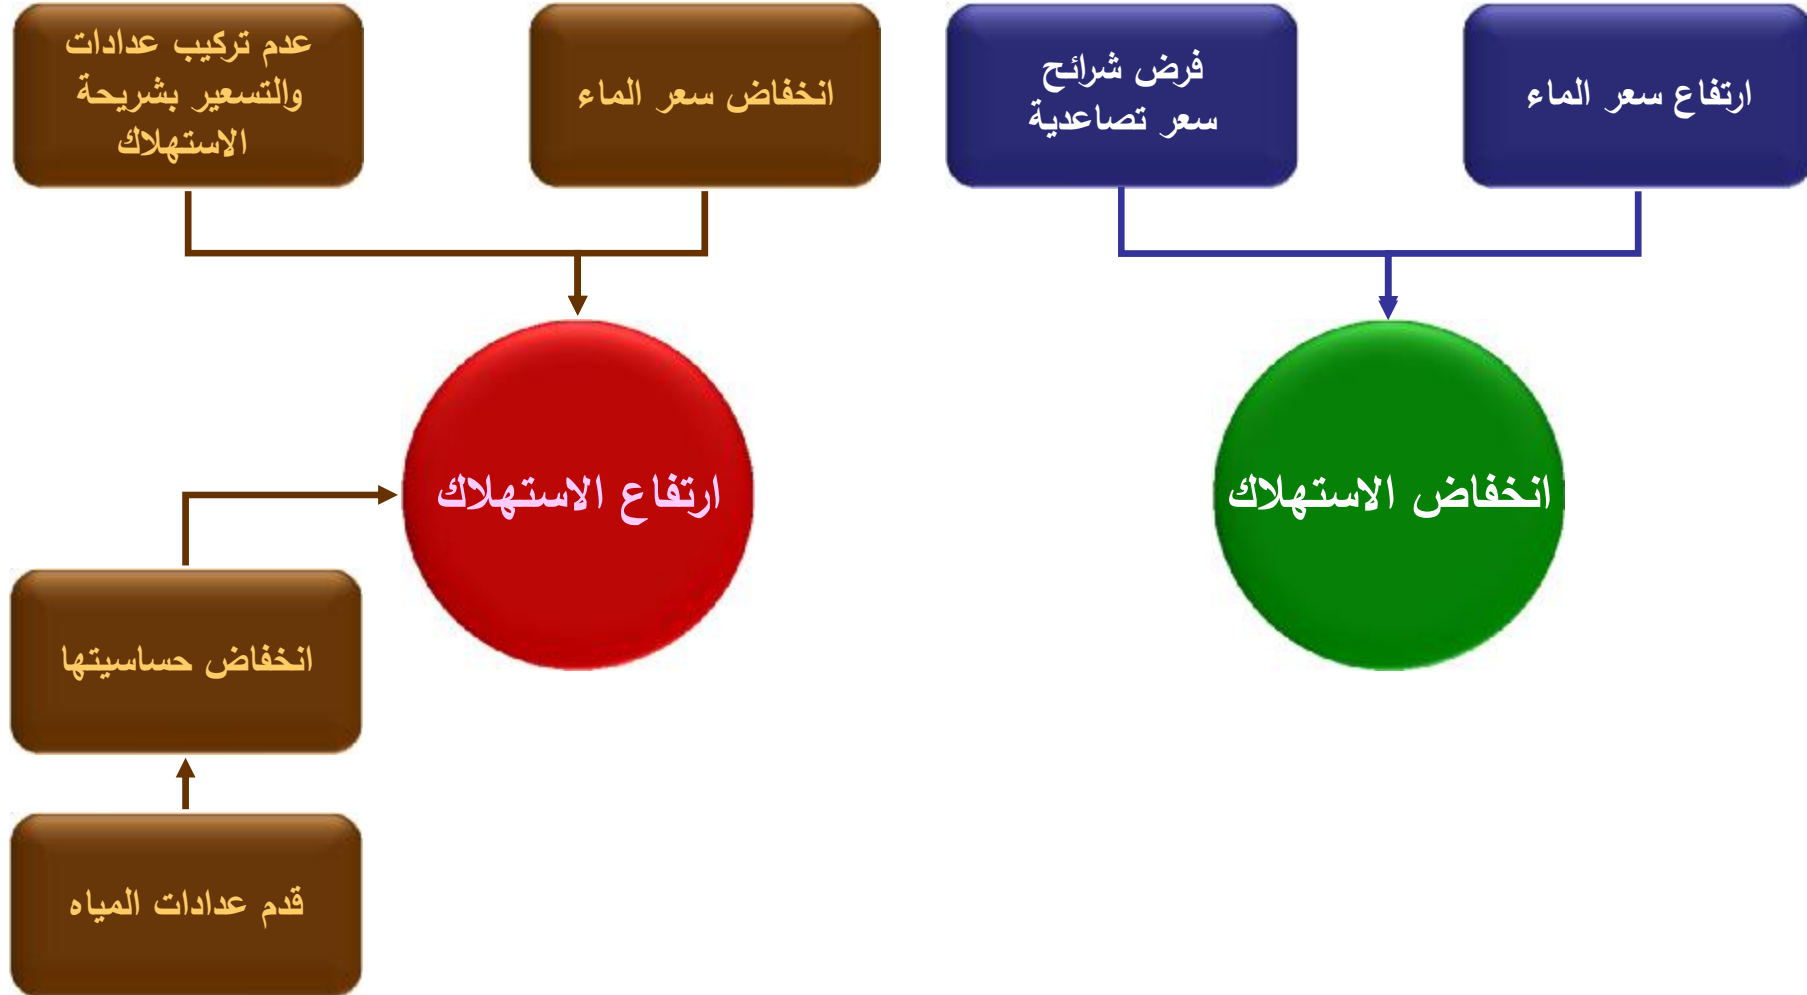 ارتفاع سعر الماء
فرض شرائح
سعر تصاعدية
انخفاض سعر الماء
عدم تركيب عدادات
والتسعير بشريحة
الاستهلاك
انخفاض الاستهلاك
ارتفاع الاستهلاك
انخفاض حساسيتها
قدم عدادات المياه